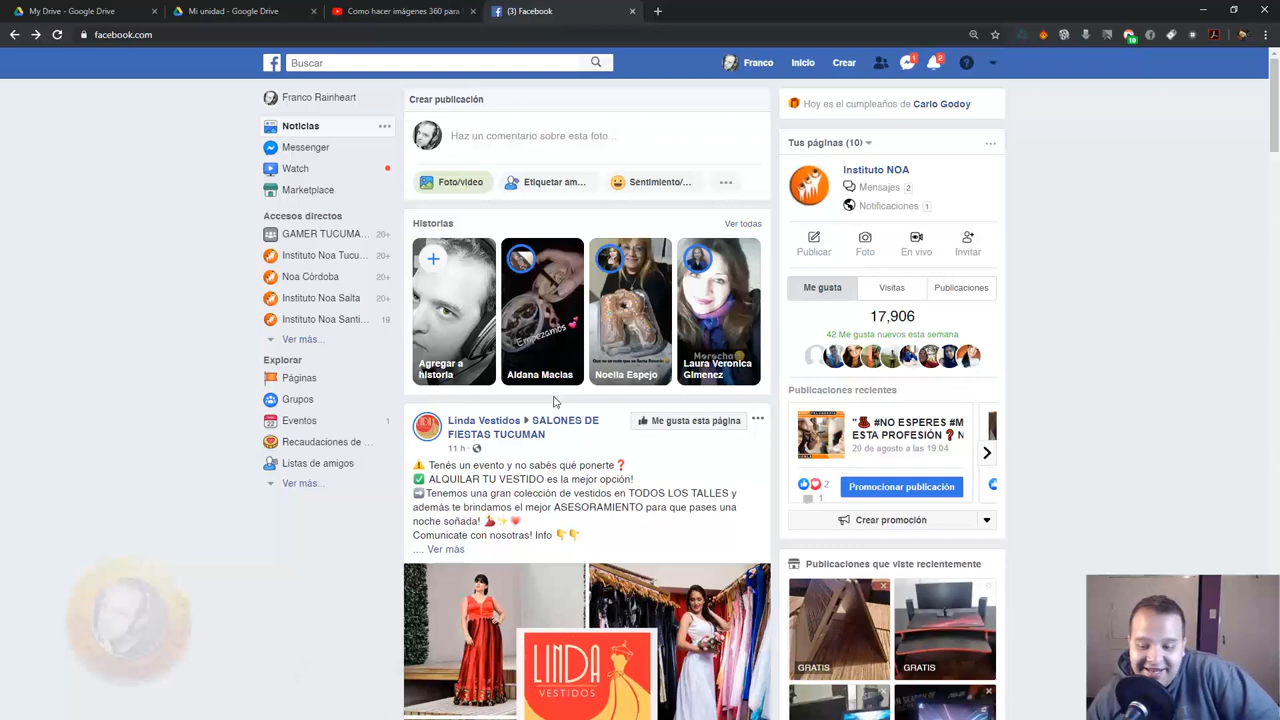 My Drive - Google Drive
Mi unidad - Google Drive
Como hacer imágenes 360 para
(3) Facebook
facebook.com
Buscar
Franco
Inicio
Crear
1
2
Franco Rainheart
Noticias
Messenger
Watch
Marketplace
Accesos directos
GAMER TUCUMA... 20+
Instituto Noa Tucu... 20+
Noa Córdoba 20+
Instituto Noa Salta 20+
Instituto Noa Santi... 19
Ver más...
Explorar
Páginas
Grupos
Eventos 1
Recaudaciones de ...
Listas de amigos
Ver más...
Crear publicación
Haz un comentario sobre esta foto...
Foto/video
Etiquetar am...
Sentimiento/...
Historias
Ver todas
Agregar a historia
Empezamos
Aldana Macias
Noelia Espejo
Morocha
Laura Veronica Gimenez
Linda Vestidos SALONES DE
FIESTAS TUCUMAN
Me gusta esta página
11 h
⚠️ Tenés un evento y no sabés qué ponerte❓
✅ ALQUILAR TU VESTIDO es la mejor opción!
➡️Tenemos una gran colección de vestidos en TODOS LOS TALLES y
además te brindamos el mejor ASESORAMIENTO para que pases una
noche soñada! 💃✨💗
Comunicate con nosotras! Info 👇👇
.... Ver más
LINDA
VESTIDOS
Hoy es el cumpleaños de Carlo Godoy
Tus páginas (10)
Instituto NOA
Mensajes 2
Notificaciones 1
Publicar
Foto
En vivo
Invitar
Me gusta
Visitas
Publicaciones
17,906
42 Me gusta nuevos esta semana
Publicaciones recientes
"🎩 #NO ESPERES #M
ESTA PROFESIÓN ❓ N
20 de agosto a las 19:04
2
1
Promocionar publicación
Crear promoción
Publicaciones que viste recientemente
GRATIS
GRATIS